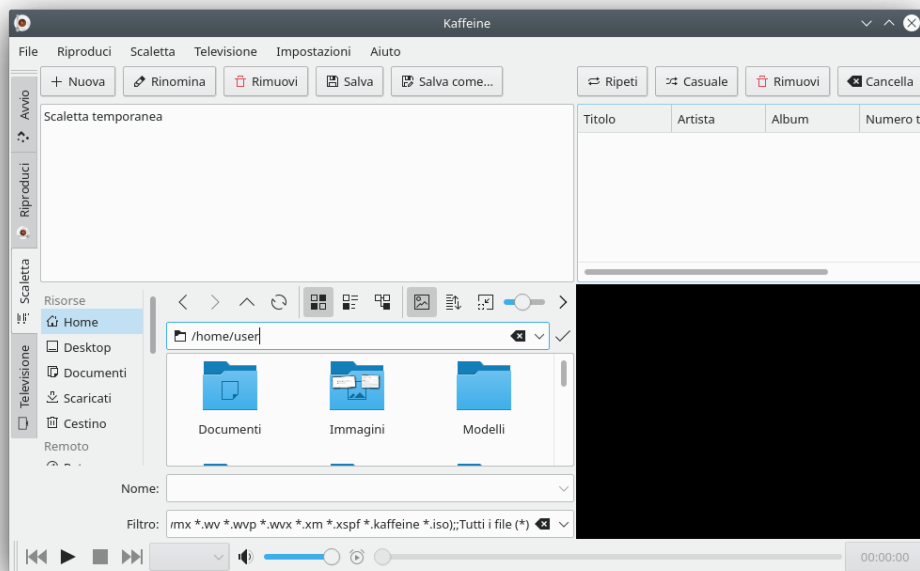 Kaffeine
File Riproduci Scaletta Televisione Impostazioni Aiuto
Nuova Rinomina Rimuovi Salva Salva come... Ripeti Casuale Rimuovi Cancella
Avvio
Riproduci
Scaletta
Televisione
Scaletta temporanea
Titolo Artista Album Numero t
Risorse
Home
Desktop
Documenti
Scaricati
Cestino
Remoto
/home/user
Documenti Immagini Modelli
Nome:
Filtro: *.wv *.wvp *.wvx *.xm *.xspf *.kaffeine *.iso);;Tutti i file (*)
00:00:00